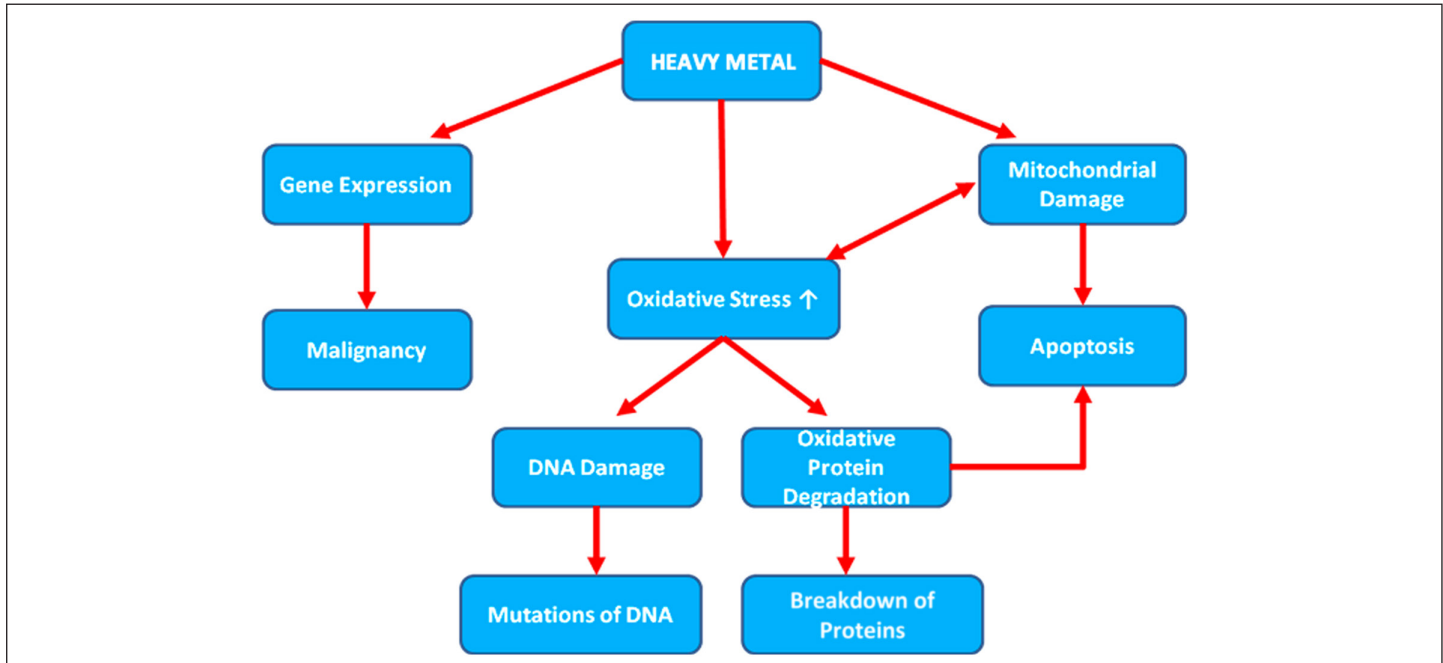 HEAVY METAL
Gene Expression
Mitochondrial
Damage
Oxidative Stress ↑
Malignancy
Apoptosis
DNA Damage
Oxidative
Protein
Degradation
Mutations of DNA
Breakdown of
Proteins